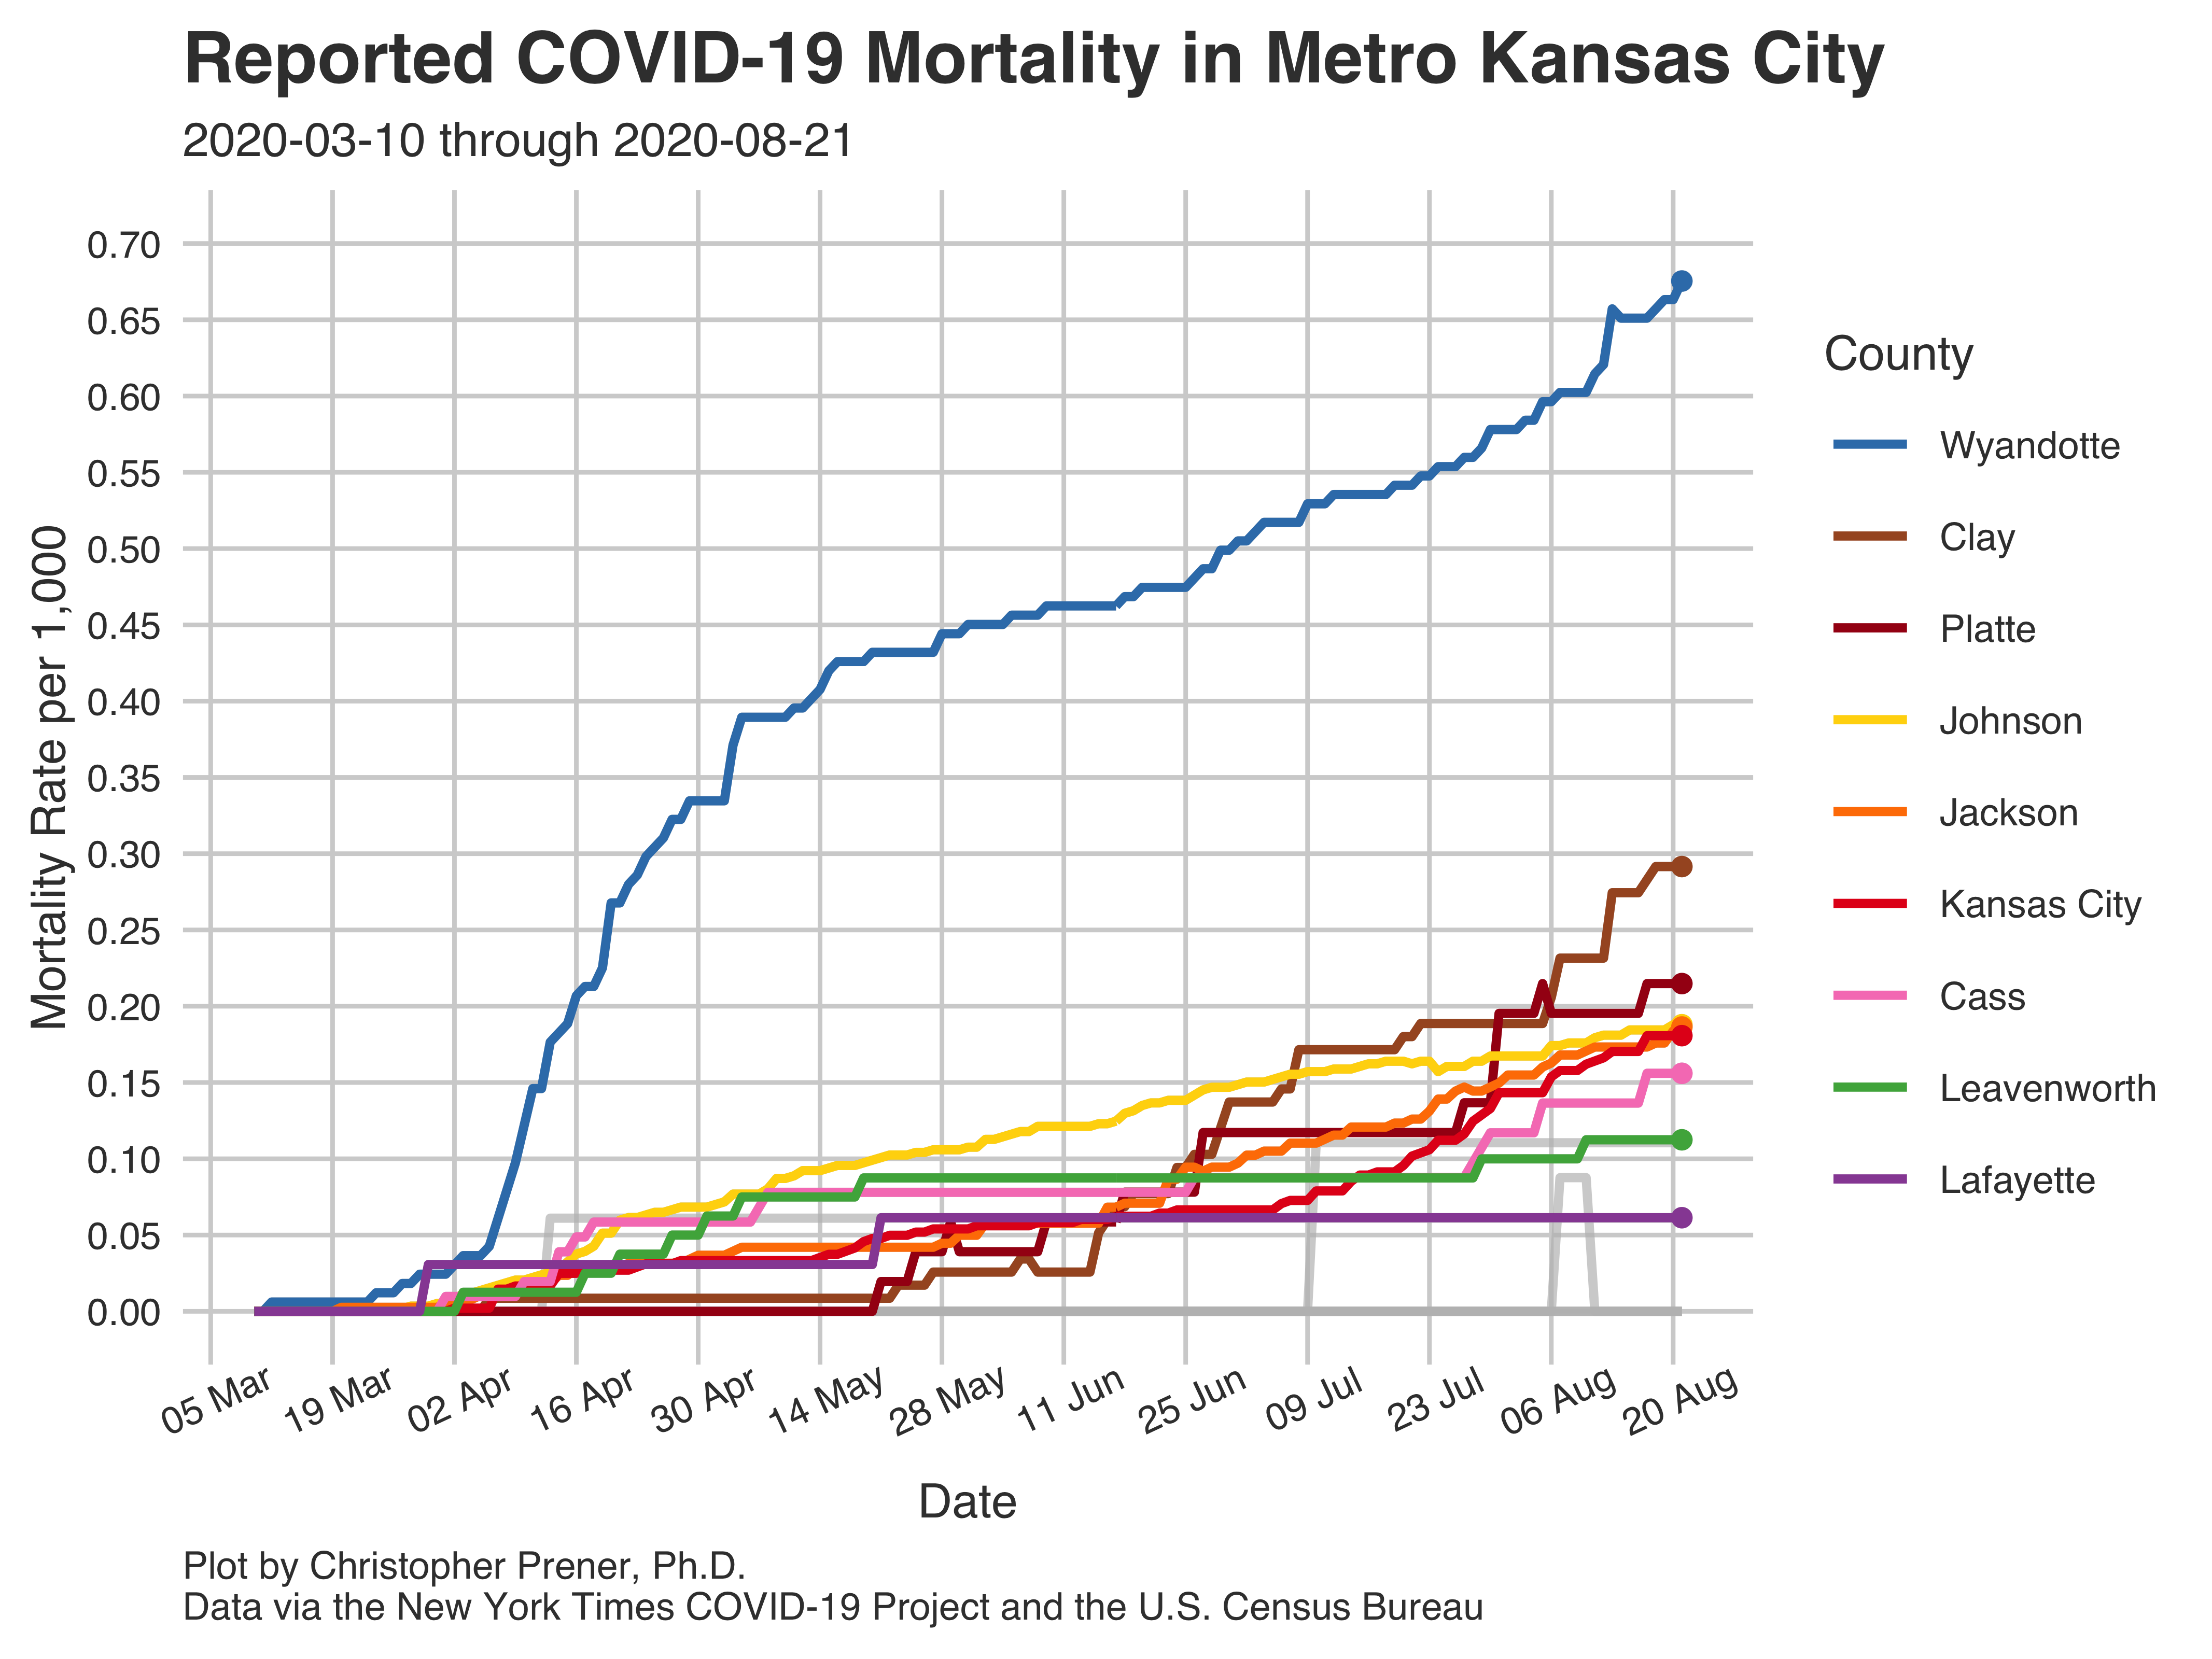 Reported COVID-19 Mortality in Metro Kansas City
2020-03-10 through 2020-08-21
Mortality Rate per 1,000
0.70
0.65
0.60
0.55
0.50
0.45
0.40
0.35
0.30
0.25
0.20
0.15
0.10
0.05
0.00
05 Mar
19 Mar
02 Apr
16 Apr
30 Apr
14 May
28 May
11 Jun
25 Jun
09 Jul
23 Jul
06 Aug
20 Aug
Date
County
Wyandotte
Clay
Platte
Johnson
Jackson
Kansas City
Cass
Leavenworth
Lafayette
Plot by Christopher Prener, Ph.D.
Data via the New York Times COVID-19 Project and the U.S. Census Bureau